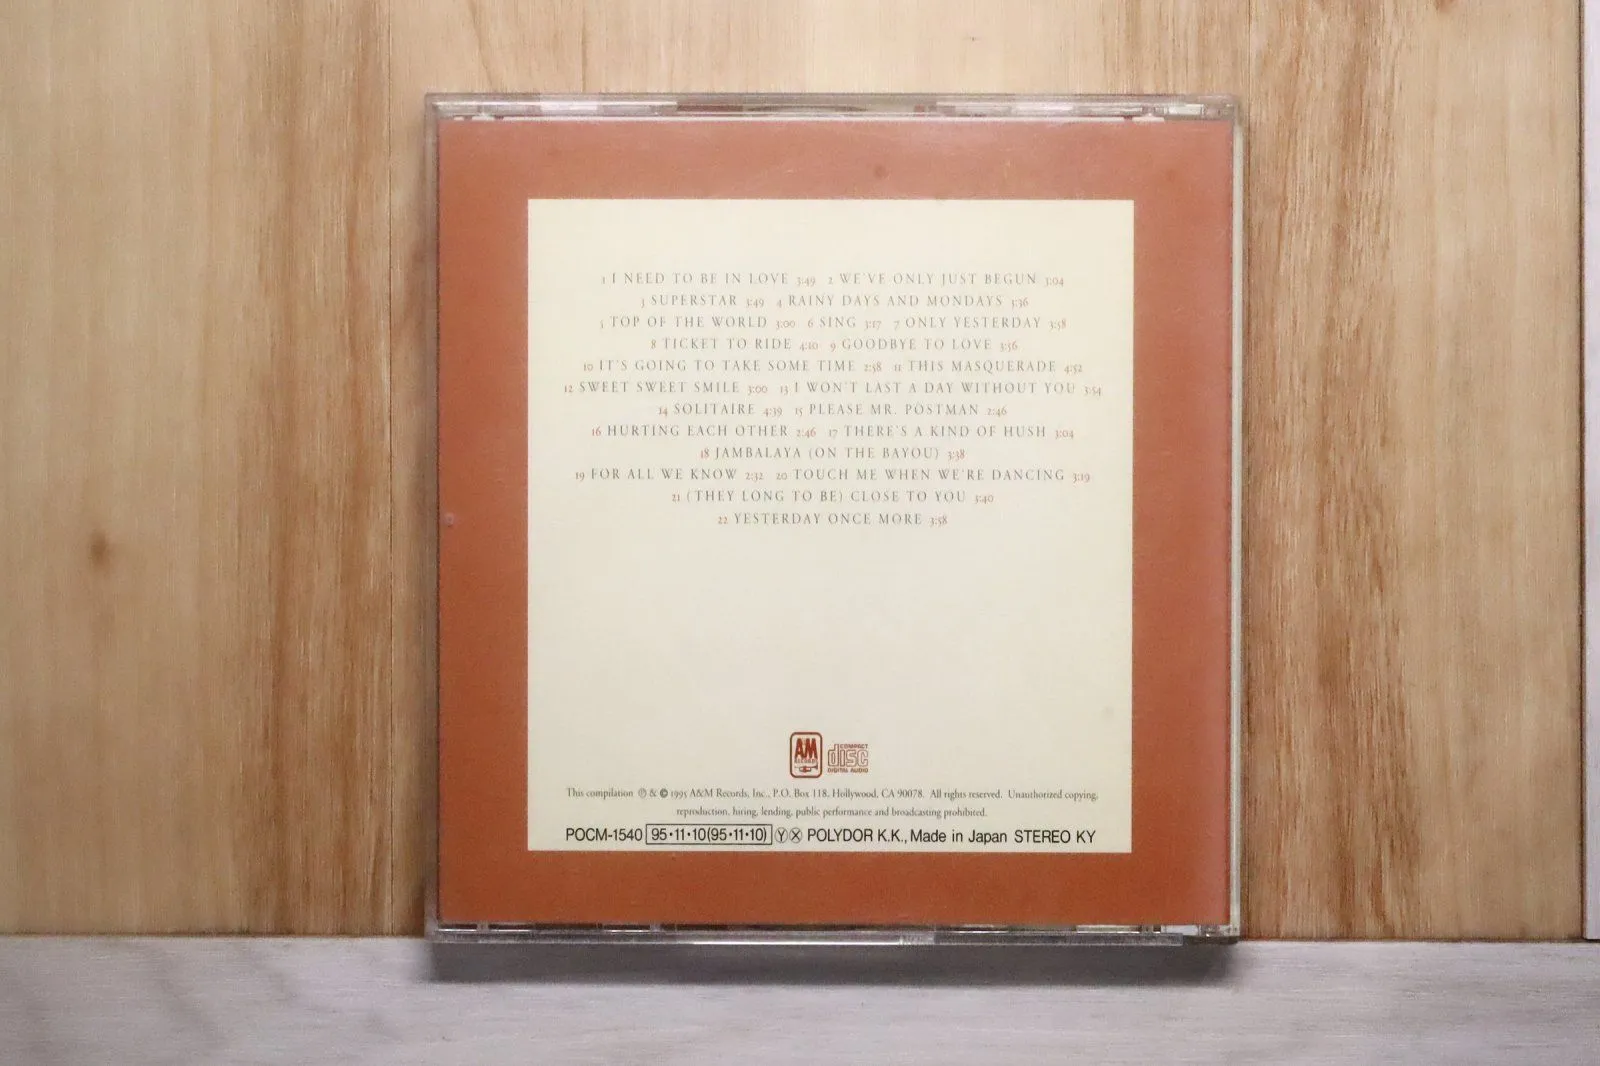 1 I NEED TO BE IN LOVE 3:49 2 WE'VE ONLY JUST BEGUN 3:04
3 SUPERSTAR 3:49 4 RAINY DAYS AND MONDAYS 3:36
5 TOP OF THE WORLD 3:00 6 SING 3:17 7 ONLY YESTERDAY 3:58
8 TICKET TO RIDE 4:10 9 GOODBYE TO LOVE 3:56
10 IT'S GOING TO TAKE SOME TIME 2:58 11 THIS MASQUERADE 4:52
12 SWEET SWEET SMILE 3:00 13 I WON'T LAST A DAY WITHOUT YOU 3:54
14 SOLITAIRE 4:39 15 PLEASE MR. POSTMAN 2:46
16 HURTING EACH OTHER 2:46 17 THERE'S A KIND OF HUSH 3:04
18 JAMBALAYA (ON THE BAYOU) 3:38
19 FOR ALL WE KNOW 2:32 20 TOUCH ME WHEN WE'RE DANCING 3:19
21 (THEY LONG TO BE) CLOSE TO YOU 3:40
22 YESTERDAY ONCE MORE 3:58
AM RECORDS
COMPACT disc DIGITAL AUDIO
This compilation ℗ & © 1995 A&M Records, Inc., P.O. Box 118, Hollywood, CA 90078. All rights reserved. Unauthorized copying,
reproduction, hiring, lending, public performance and broadcasting prohibited.
POCM-1540 95・11・10(95・11・10) Ⓨ Ⓧ POLYDOR K.K., Made in Japan STEREO KY